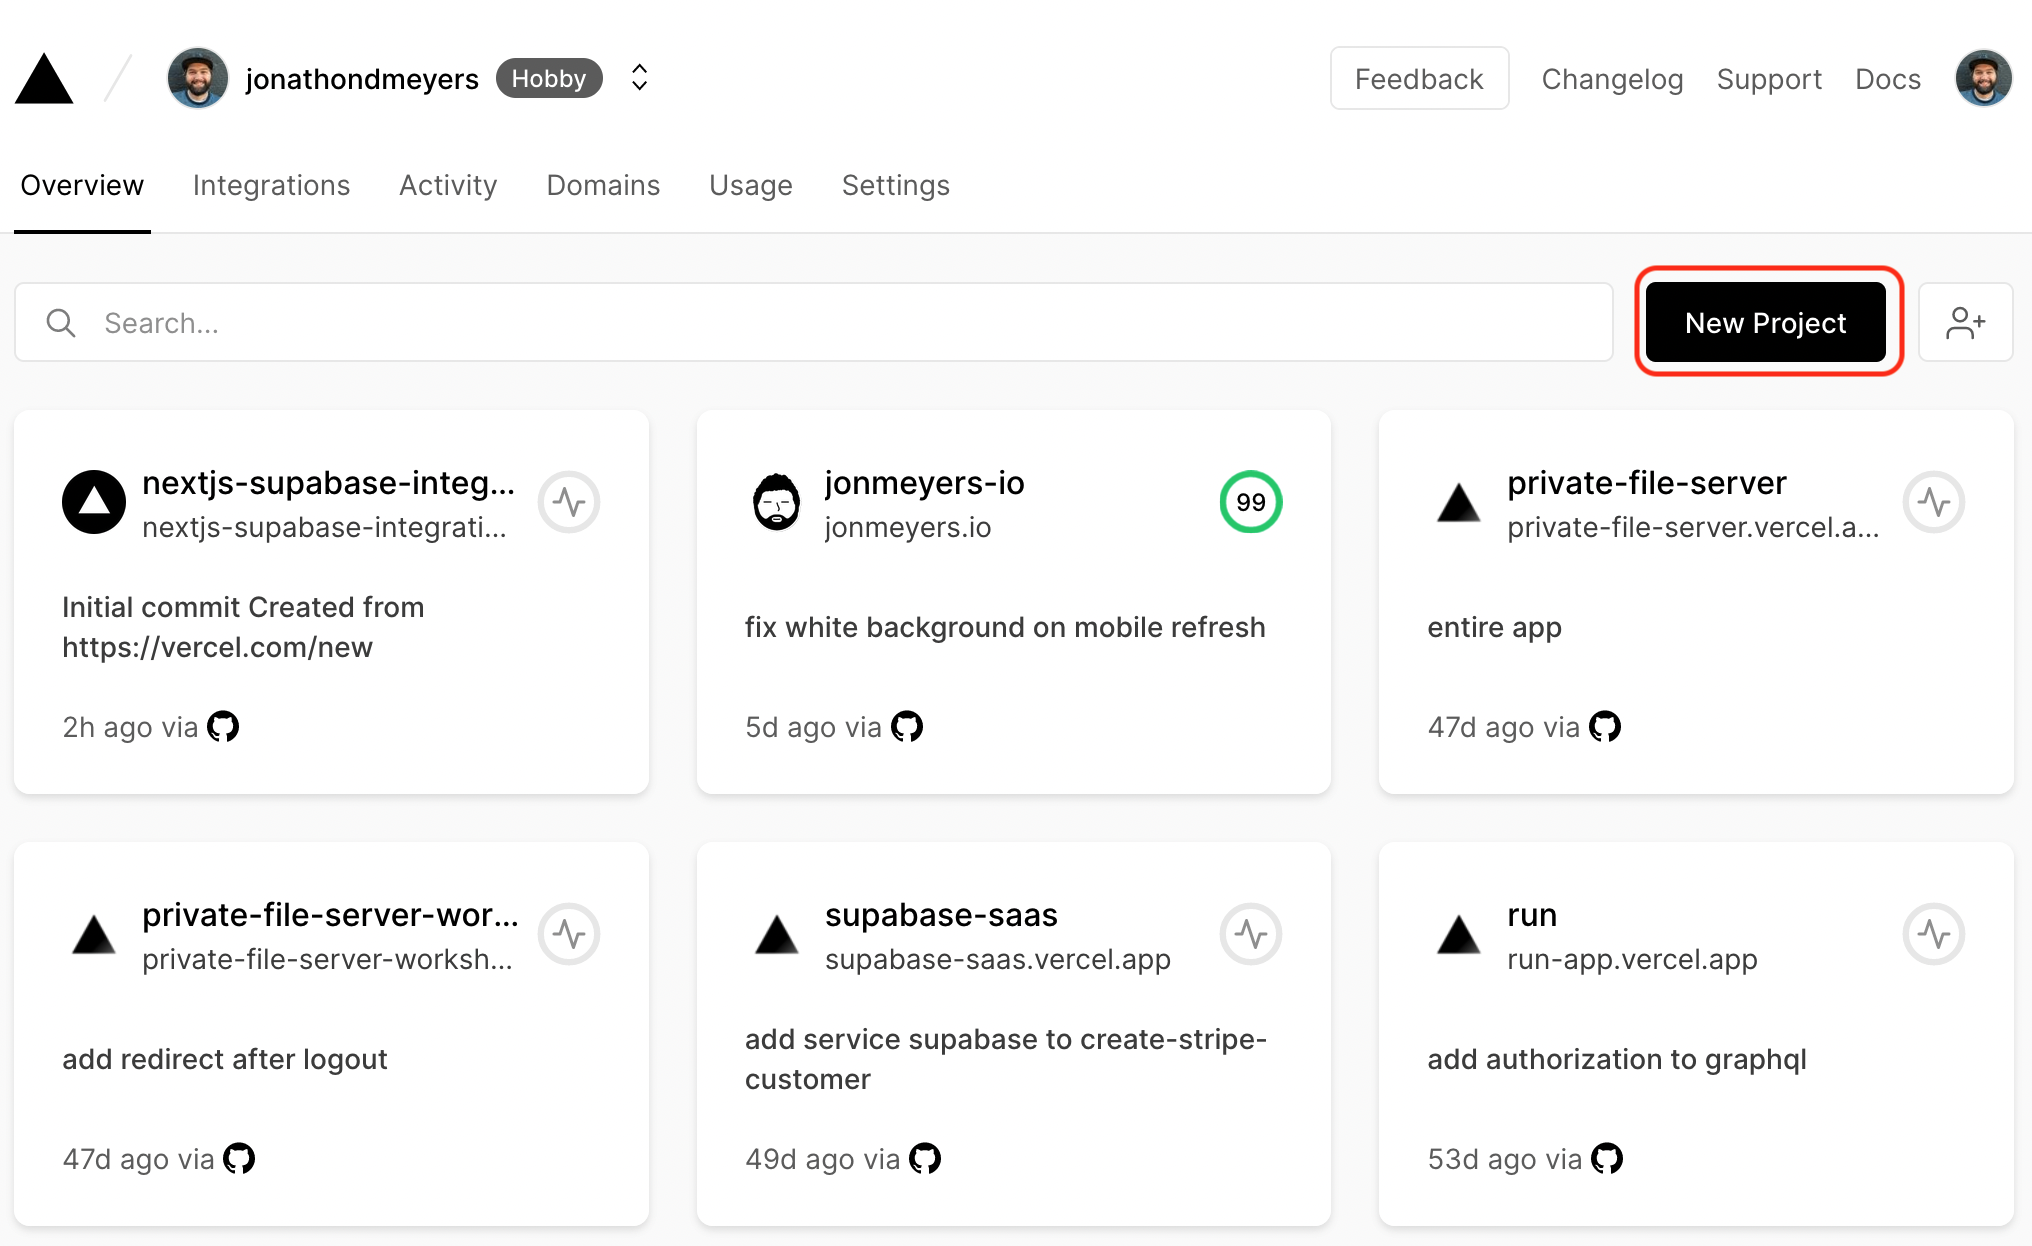 jonathondmeyers Hobby Feedback Changelog Support Docs
Overview Integrations Activity Domains Usage Settings
Search... New Project
nextjs-supabase-integ...
nextjs-supabase-integrati...
Initial commit Created from
https://vercel.com/new
2h ago via
jonmeyers-io
jonmeyers.io
99
fix white background on mobile refresh
5d ago via
private-file-server
private-file-server.vercel.a...
entire app
47d ago via
private-file-server-wor...
private-file-server-worksh...
add redirect after logout
47d ago via
supabase-saas
supabase-saas.vercel.app
add service supabase to create-stripe-
customer
49d ago via
run
run-app.vercel.app
add authorization to graphql
53d ago via